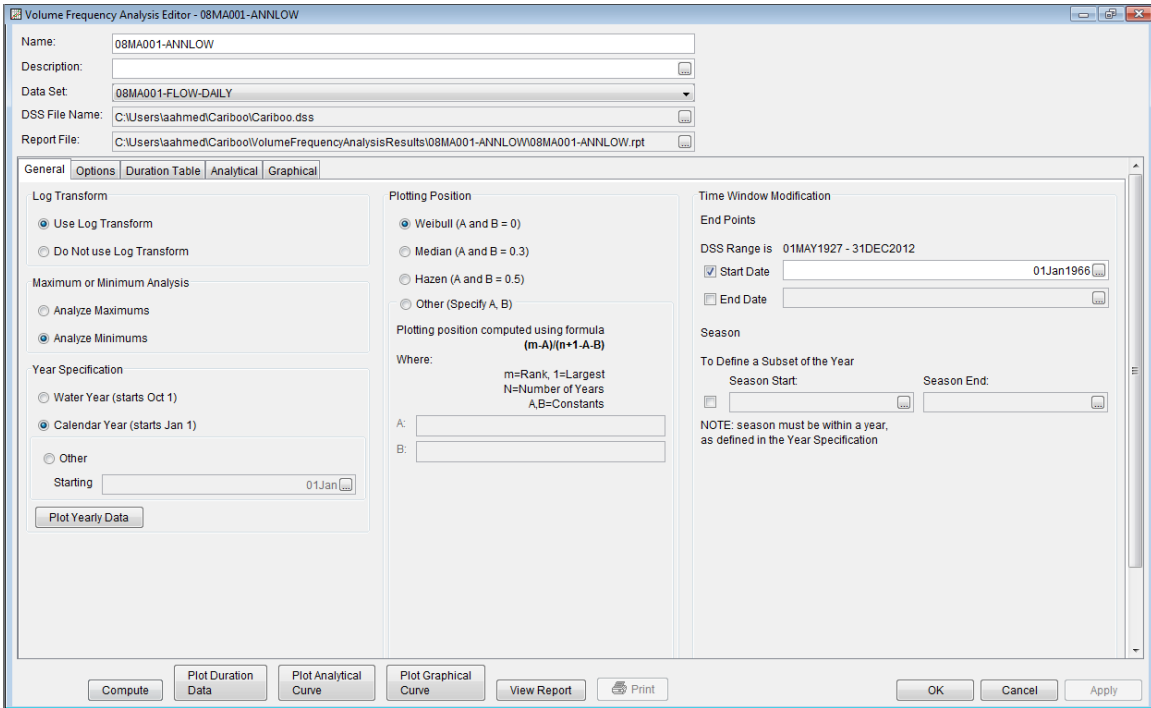 Volume Frequency Analysis Editor - 08MA001-ANNLOW
Name: 08MA001-ANNLOW
Description:
Data Set: 08MA001-FLOW-DAILY
DSS File Name: C:\Users\aahmed\Cariboo\Cariboo.dss
Report File: C:\Users\aahmed\Cariboo\VolumeFrequencyAnalysisResults\08MA001-ANNLOW\08MA001-ANNLOW.rpt
General Options Duration Table Analytical Graphical
Log Transform
Use Log Transform
Do Not use Log Transform
Maximum or Minimum Analysis
Analyze Maximums
Analyze Minimums
Year Specification
Water Year (starts Oct 1)
Calendar Year (starts Jan 1)
Other
Starting 01Jan
Plot Yearly Data
Plotting Position
Weibull (A and B = 0)
Median (A and B = 0.3)
Hazen (A and B = 0.5)
Other (Specify A, B)
Plotting position computed using formula
(m-A)/(n+1-A-B)
Where:
m=Rank, 1=Largest
N=Number of Years
A,B=Constants
A:
B:
Time Window Modification
End Points
DSS Range is 01MAY1927 - 31DEC2012
Start Date 01Jan1966
End Date
Season
To Define a Subset of the Year
Season Start: Season End:
NOTE: season must be within a year,
as defined in the Year Specification
Compute
Plot Duration
Data
Plot Analytical
Curve
Plot Graphical
Curve
View Report
Print
OK
Cancel
Apply